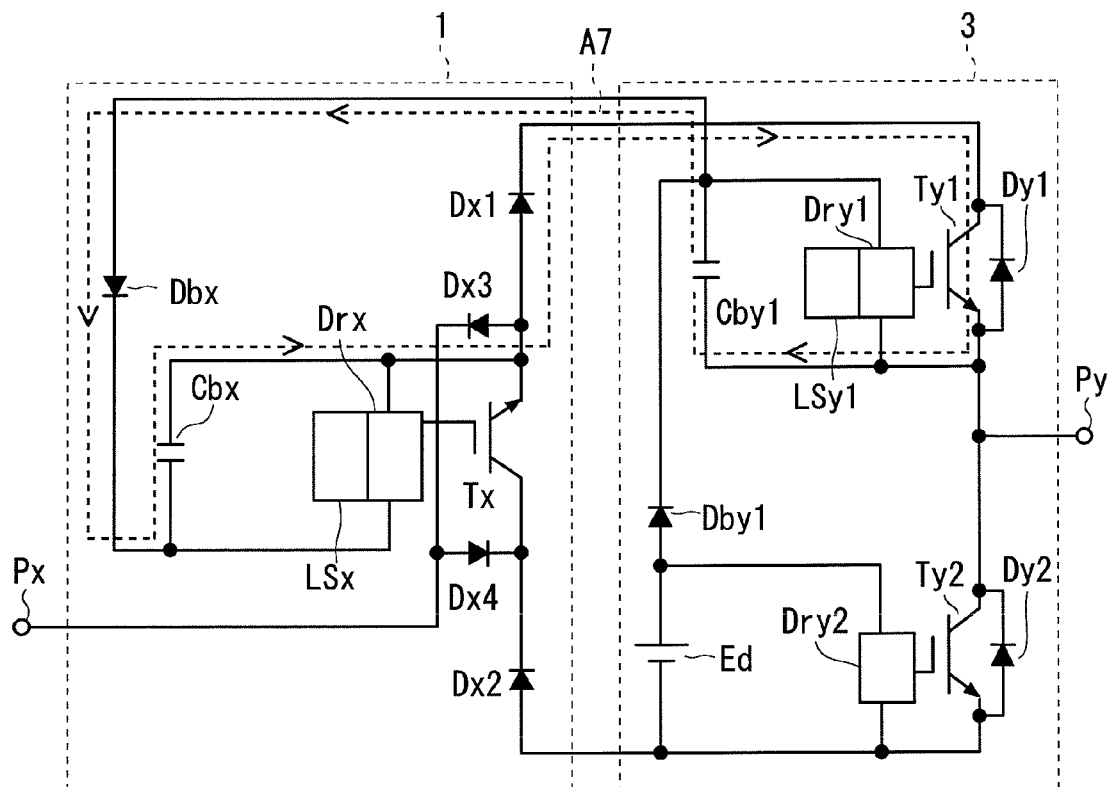 1
A7
3
Dx1
Dry1
Ty1
Dy1
Dbx
Dx3
Drx
Cby1
Cbx
LSy1
Py
Tx
Dby1
LSx
Px
Dx4
Ty2
Dy2
Dry2
Dx2
Ed